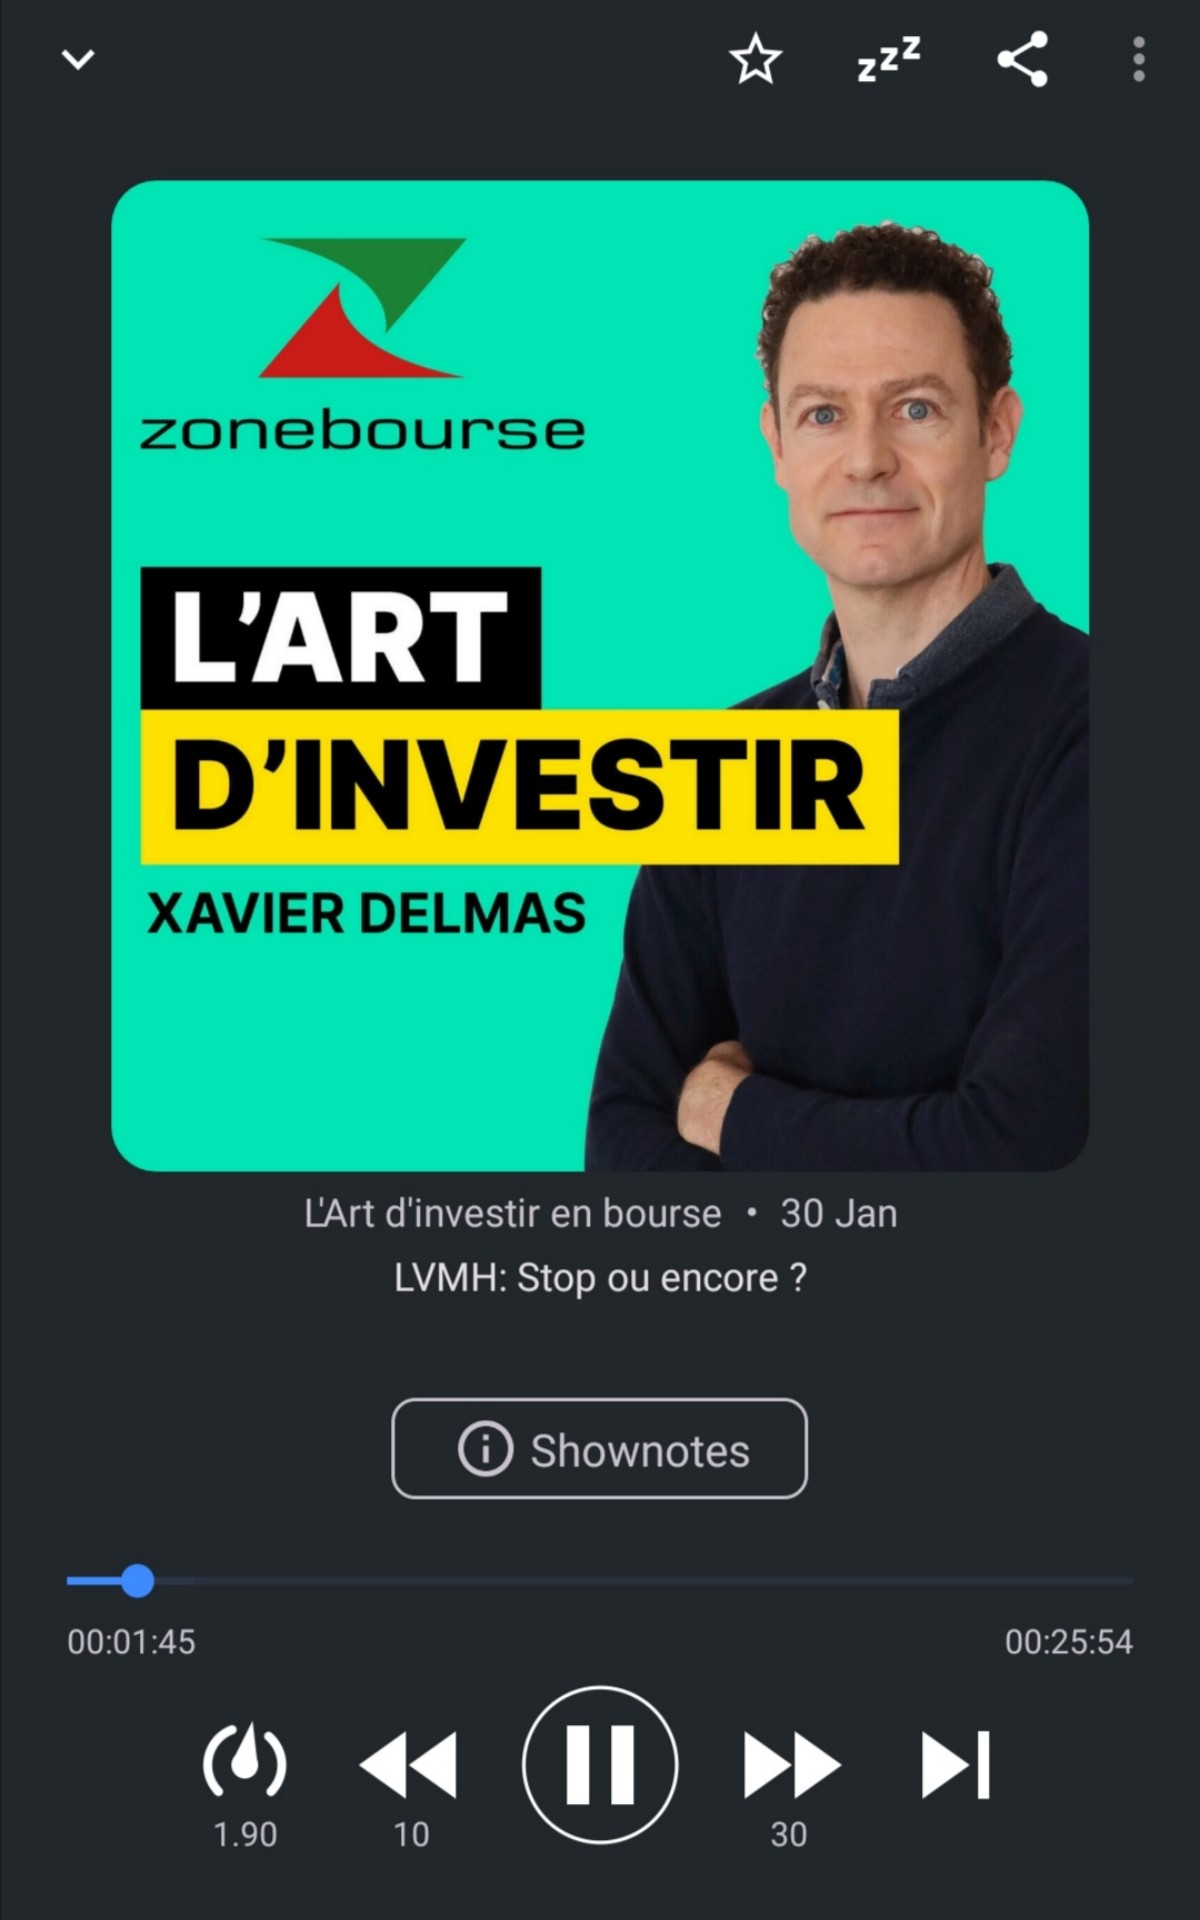 zzz
zonebourse
L'ART
D'INVESTIR
XAVIER DELMAS
L'Art d'investir en bourse • 30 Jan
LVMH: Stop ou encore ?
Shownotes
00:01:45 00:25:54
1.90 10 30